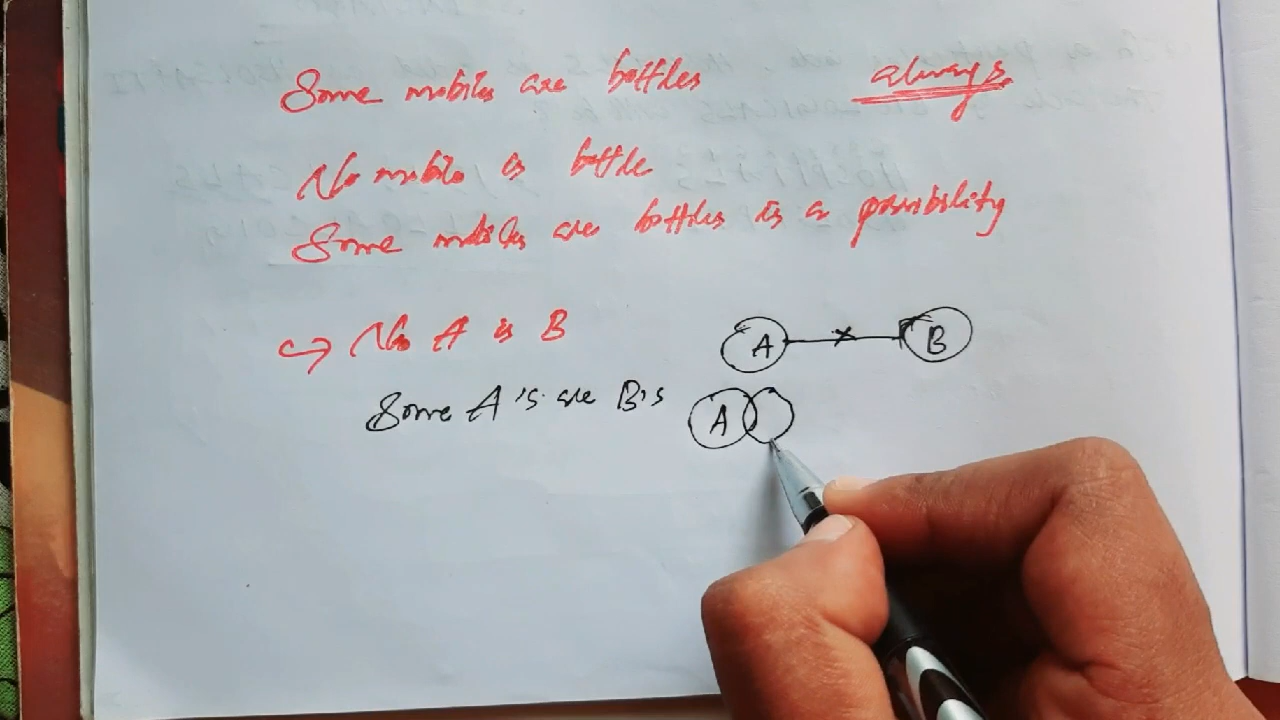 Some mobiles are bottles always
No mobile is bottle
Some mobiles are bottles is a possibility
→ No A is B A B
Some A's are B's A